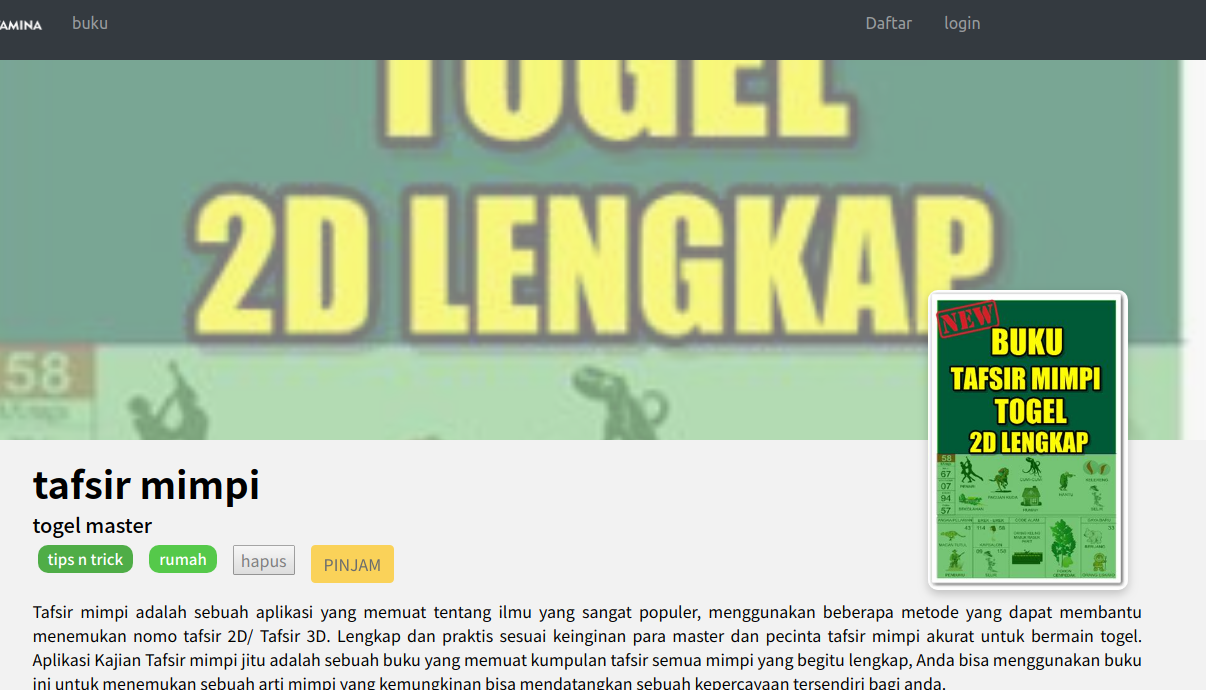 AMINA buku Daftar login
TOGEL
2D LENGKAP
58
NEW
BUKU
TAFSIR MIMPI
TOGEL
2D LENGKAP
58
67
07
94
57
tafsir mimpi
togel master
tips n trick rumah hapus PINJAM
Tafsir mimpi adalah sebuah aplikasi yang memuat tentang ilmu yang sangat populer, menggunakan beberapa metode yang dapat membantu
menemukan nomo tafsir 2D/ Tafsir 3D. Lengkap dan praktis sesuai keinginan para master dan pecinta tafsir mimpi akurat untuk bermain togel.
Aplikasi Kajian Tafsir mimpi jitu adalah sebuah buku yang memuat kumpulan tafsir semua mimpi yang begitu lengkap, Anda bisa menggunakan buku
ini untuk menemukan sebuah arti mimpi yang kemungkinan bisa mendatangkan sebuah kepercayaan tersendiri bagi anda.